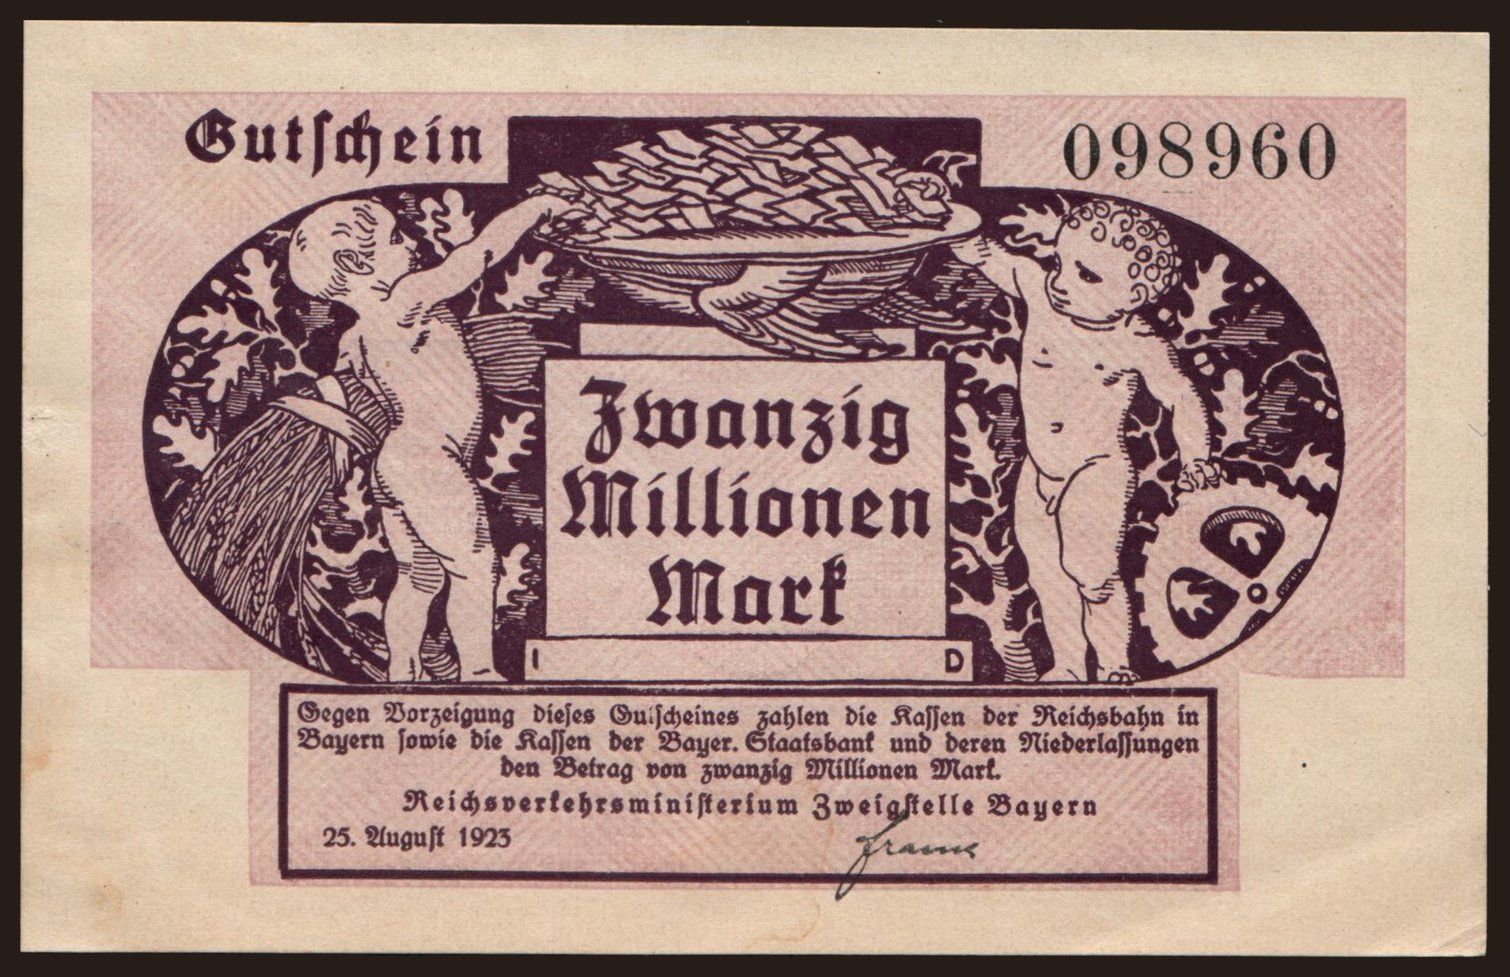 Gutschein
098960
Zwanzig
Millionen
Mark
I D
Gegen Vorzeigung dieses Gutscheines zahlen die Kassen der Reichsbahn in
Bayern sowie die Kassen der Bayer. Staatsbank und deren Niederlassungen
den Betrag von zwanzig Millionen Mark.
Reichsverkehrsministerium Zweigstelle Bayern
25. August 1923